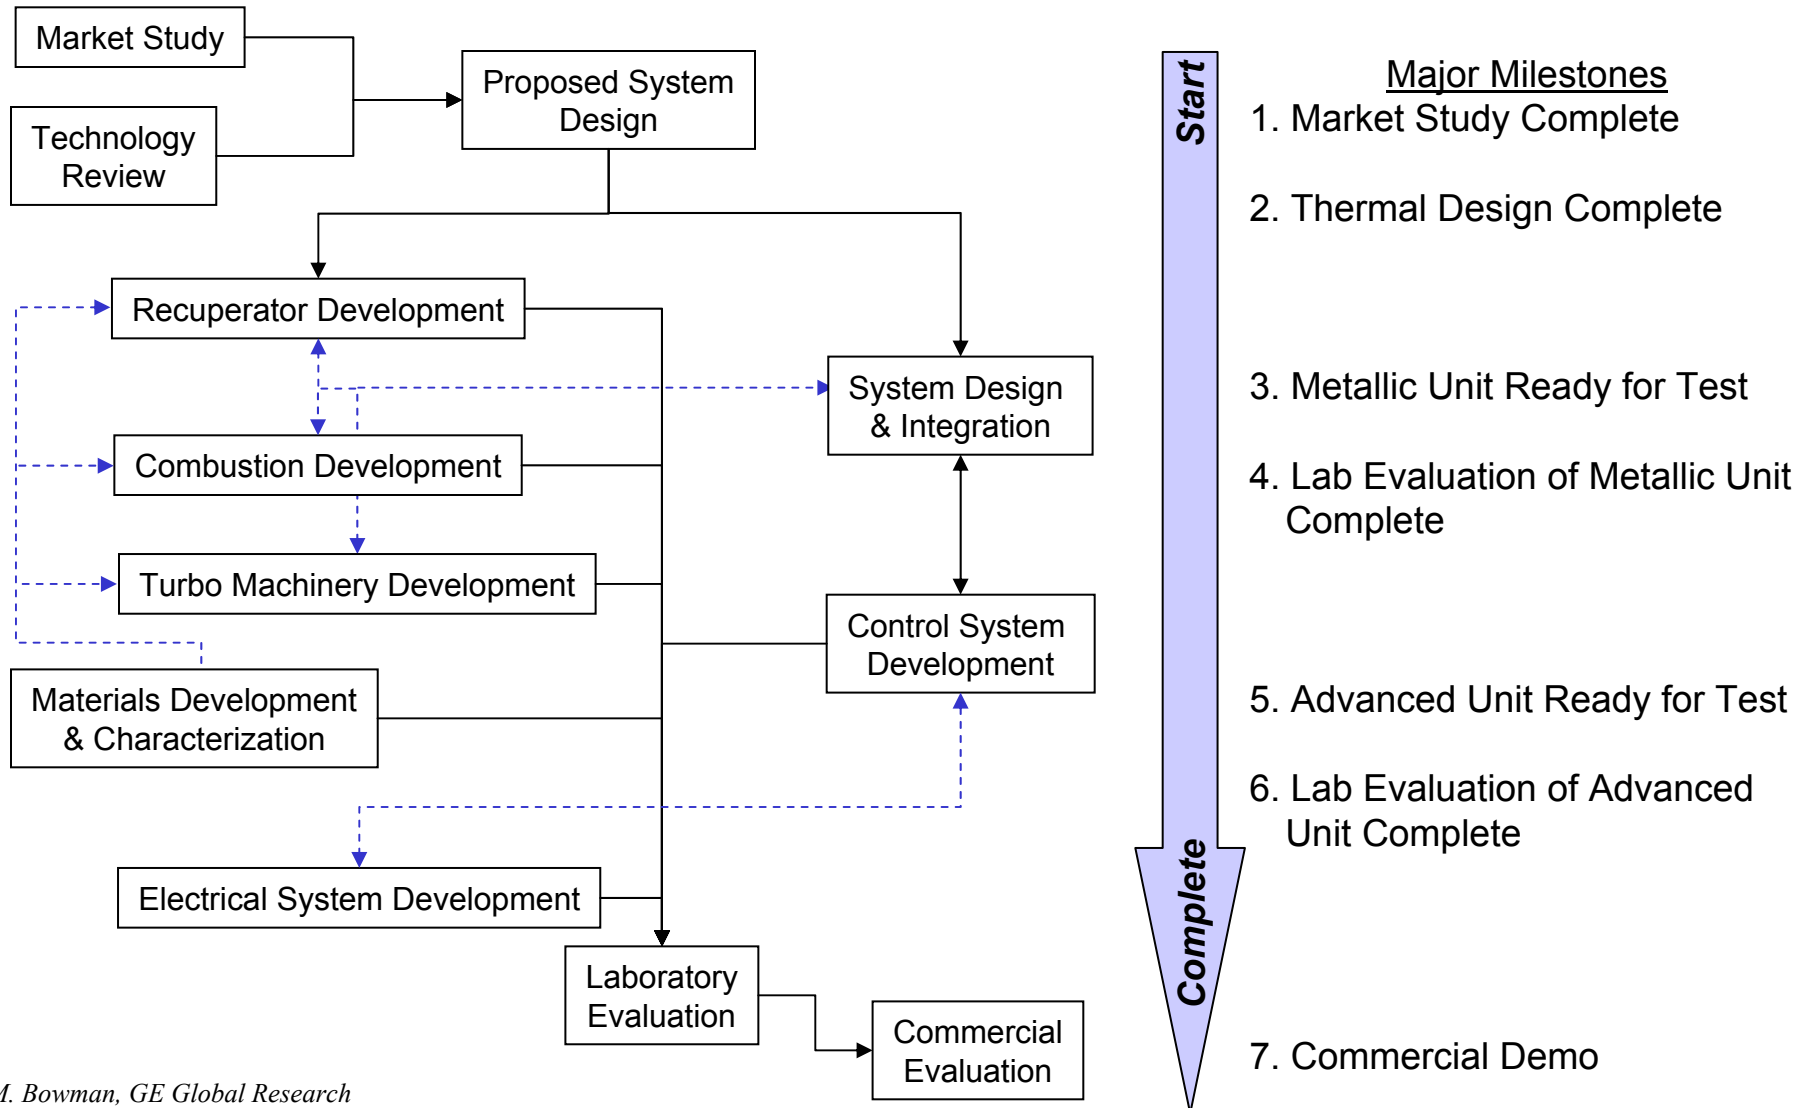 Market Study
Technology
Review
Proposed System
Design
Recuperator Development
Combustion Development
Turbo Machinery Development
Materials Development
& Characterization
Electrical System Development
System Design
& Integration
Control System
Development
Laboratory
Evaluation
Commercial
Evaluation
Start
Complete
Major Milestones
1. Market Study Complete
2. Thermal Design Complete
3. Metallic Unit Ready for Test
4. Lab Evaluation of Metallic Unit
Complete
5. Advanced Unit Ready for Test
6. Lab Evaluation of Advanced
Unit Complete
7. Commercial Demo
M. Bowman, GE Global Research